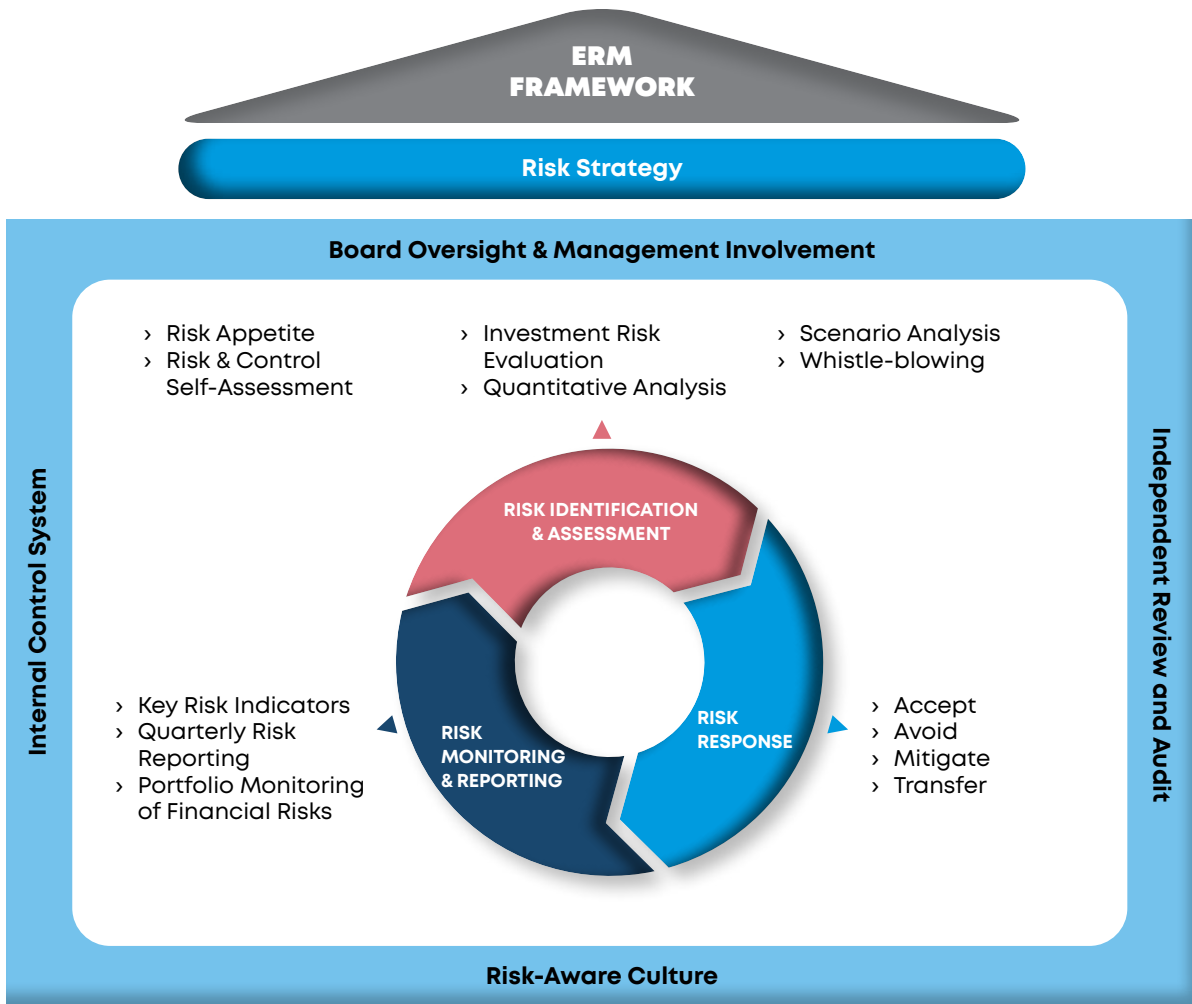 ERM
FRAMEWORK
Risk Strategy
Board Oversight & Management Involvement
› Risk Appetite
› Risk & Control
Self-Assessment
› Investment Risk
Evaluation
› Quantitative Analysis
› Scenario Analysis
› Whistle-blowing
Internal Control System
Independent Review and Audit
RISK IDENTIFICATION
& ASSESSMENT
RISK
RESPONSE
› Accept
› Avoid
› Mitigate
› Transfer
RISK
MONITORING
& REPORTING
› Key Risk Indicators
› Quarterly Risk
Reporting
› Portfolio Monitoring
of Financial Risks
Risk-Aware Culture